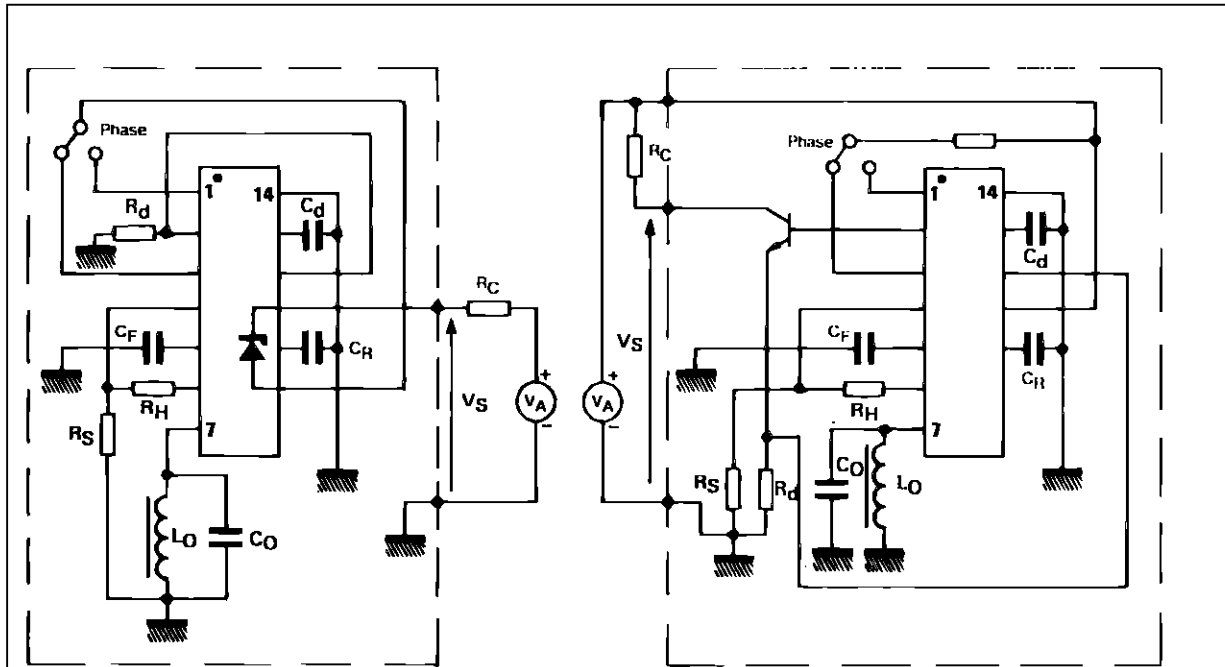 Phase
1
14
Rd
Cd
CF
CR
RH
RS
7
LO
CO
RC
VS
+
VA
−
RC
Phase
1
14
Cd
VS
+
VA
−
CF
CR
RH
7
CO
LO
RS
Rd